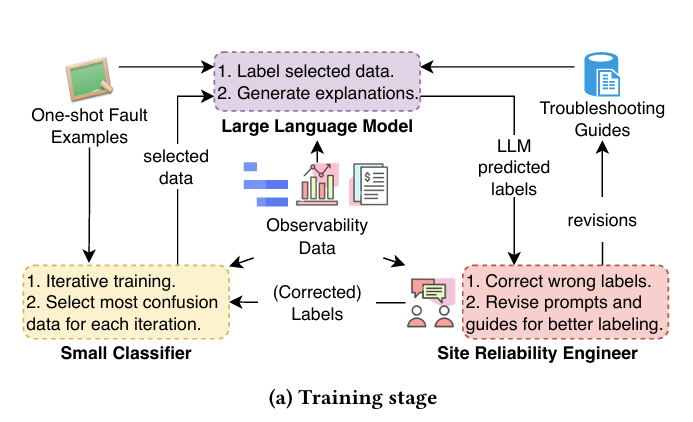 1. Label selected data.
2. Generate explanations.
Large Language Model
One-shot Fault
Examples
Troubleshooting
Guides
selected
data
LLM
predicted
labels
Observability
Data
revisions
1. Iterative training.
2. Select most confusion
data for each iteration.
Small Classifier
(Corrected)
Labels
1. Correct wrong labels.
2. Revise prompts and
guides for better labeling.
Site Reliability Engineer
(a) Training stage